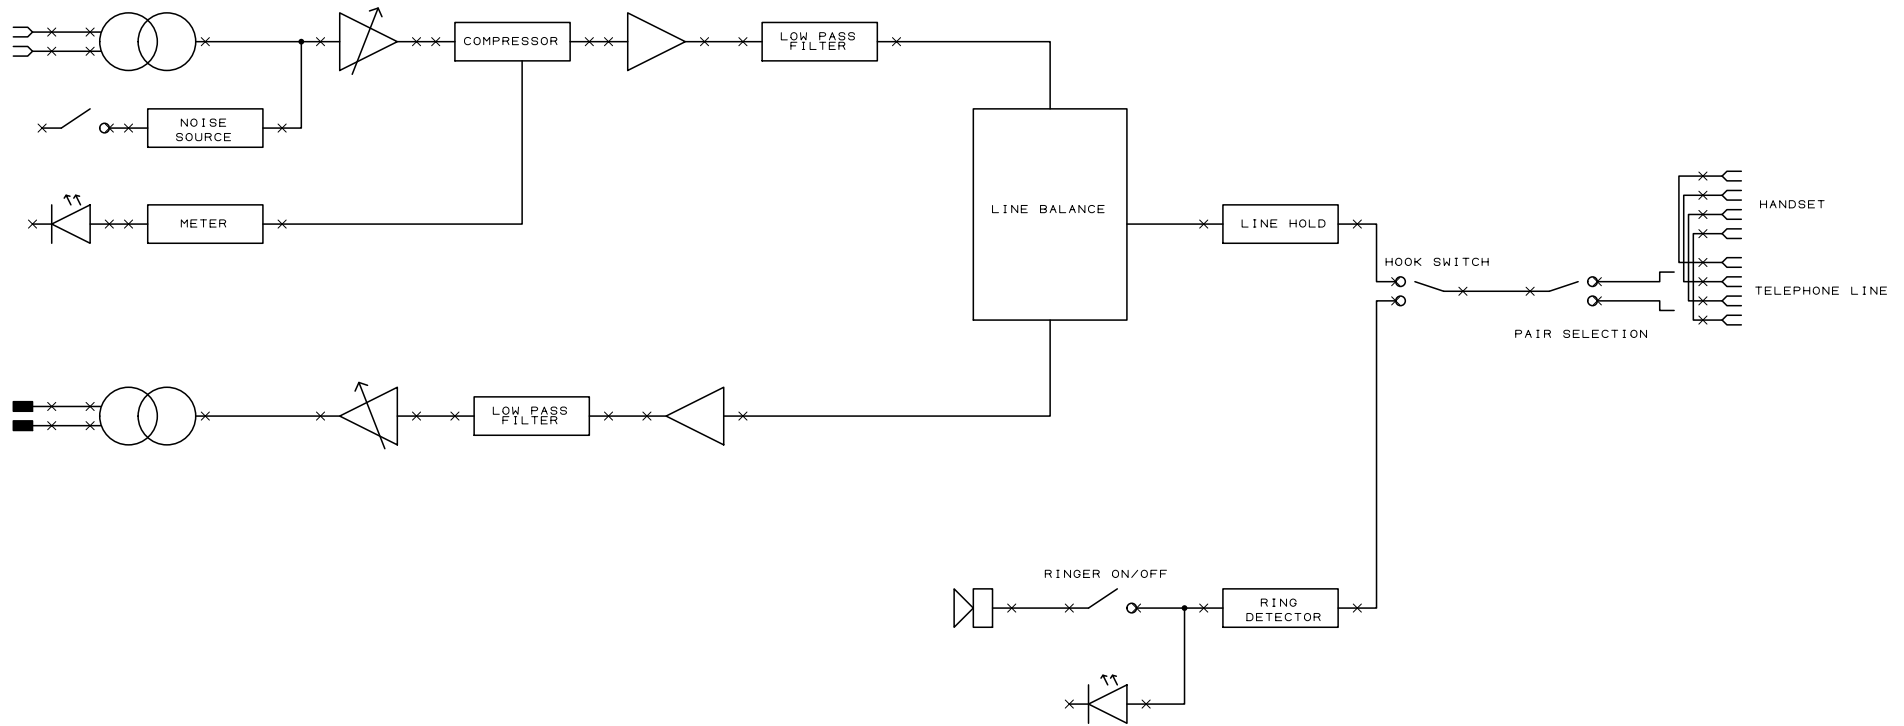 COMPRESSOR
LOW PASS
FILTER
NOISE
SOURCE
METER
LINE BALANCE
LINE HOLD
HANDSET
HOOK SWITCH
TELEPHONE LINE
PAIR SELECTION
LOW PASS
FILTER
RINGER ON/OFF
RING
DETECTOR